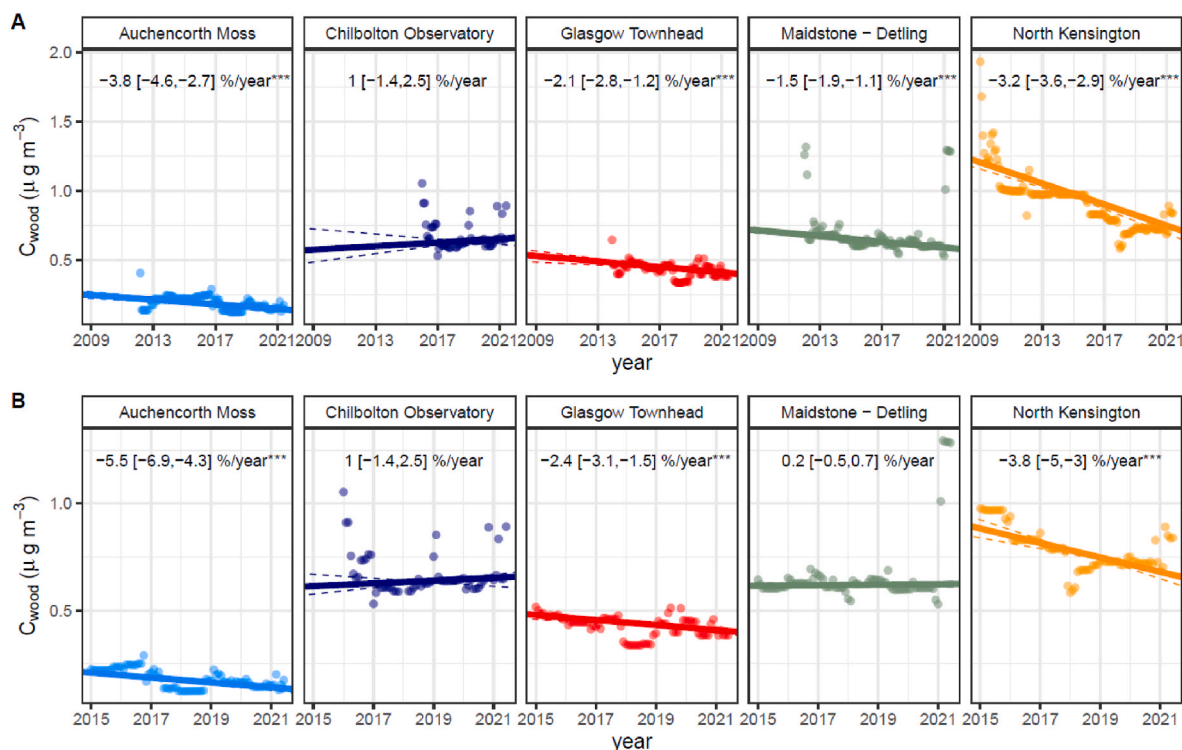 A
Auchencorth Moss Chilbolton Observatory Glasgow Townhead Maidstone − Detling North Kensington
2.0
−3.8 [−4.6,−2.7] %/year*** 1 [−1.4,2.5] %/year −2.1 [−2.8,−1.2] %/year*** −1.5 [−1.9,−1.1] %/year*** −3.2 [−3.6,−2.9] %/year***
1.5
1.0
0.5
C_wood (μ g m⁻³)
2009 2013 2017 2021 2009 2013 2017 2021 2009 2013 2017 2021 2009 2013 2017 2021 2009 2013 2017 2021
year
B
Auchencorth Moss Chilbolton Observatory Glasgow Townhead Maidstone − Detling North Kensington
−5.5 [−6.9,−4.3] %/year*** 1 [−1.4,2.5] %/year −2.4 [−3.1,−1.5] %/year*** 0.2 [−0.5,0.7] %/year −3.8 [−5,−3] %/year***
1.0
0.5
C_wood (μ g m⁻³)
2015 2017 2019 2021 2015 2017 2019 2021 2015 2017 2019 2021 2015 2017 2019 2021 2015 2017 2019 2021
year